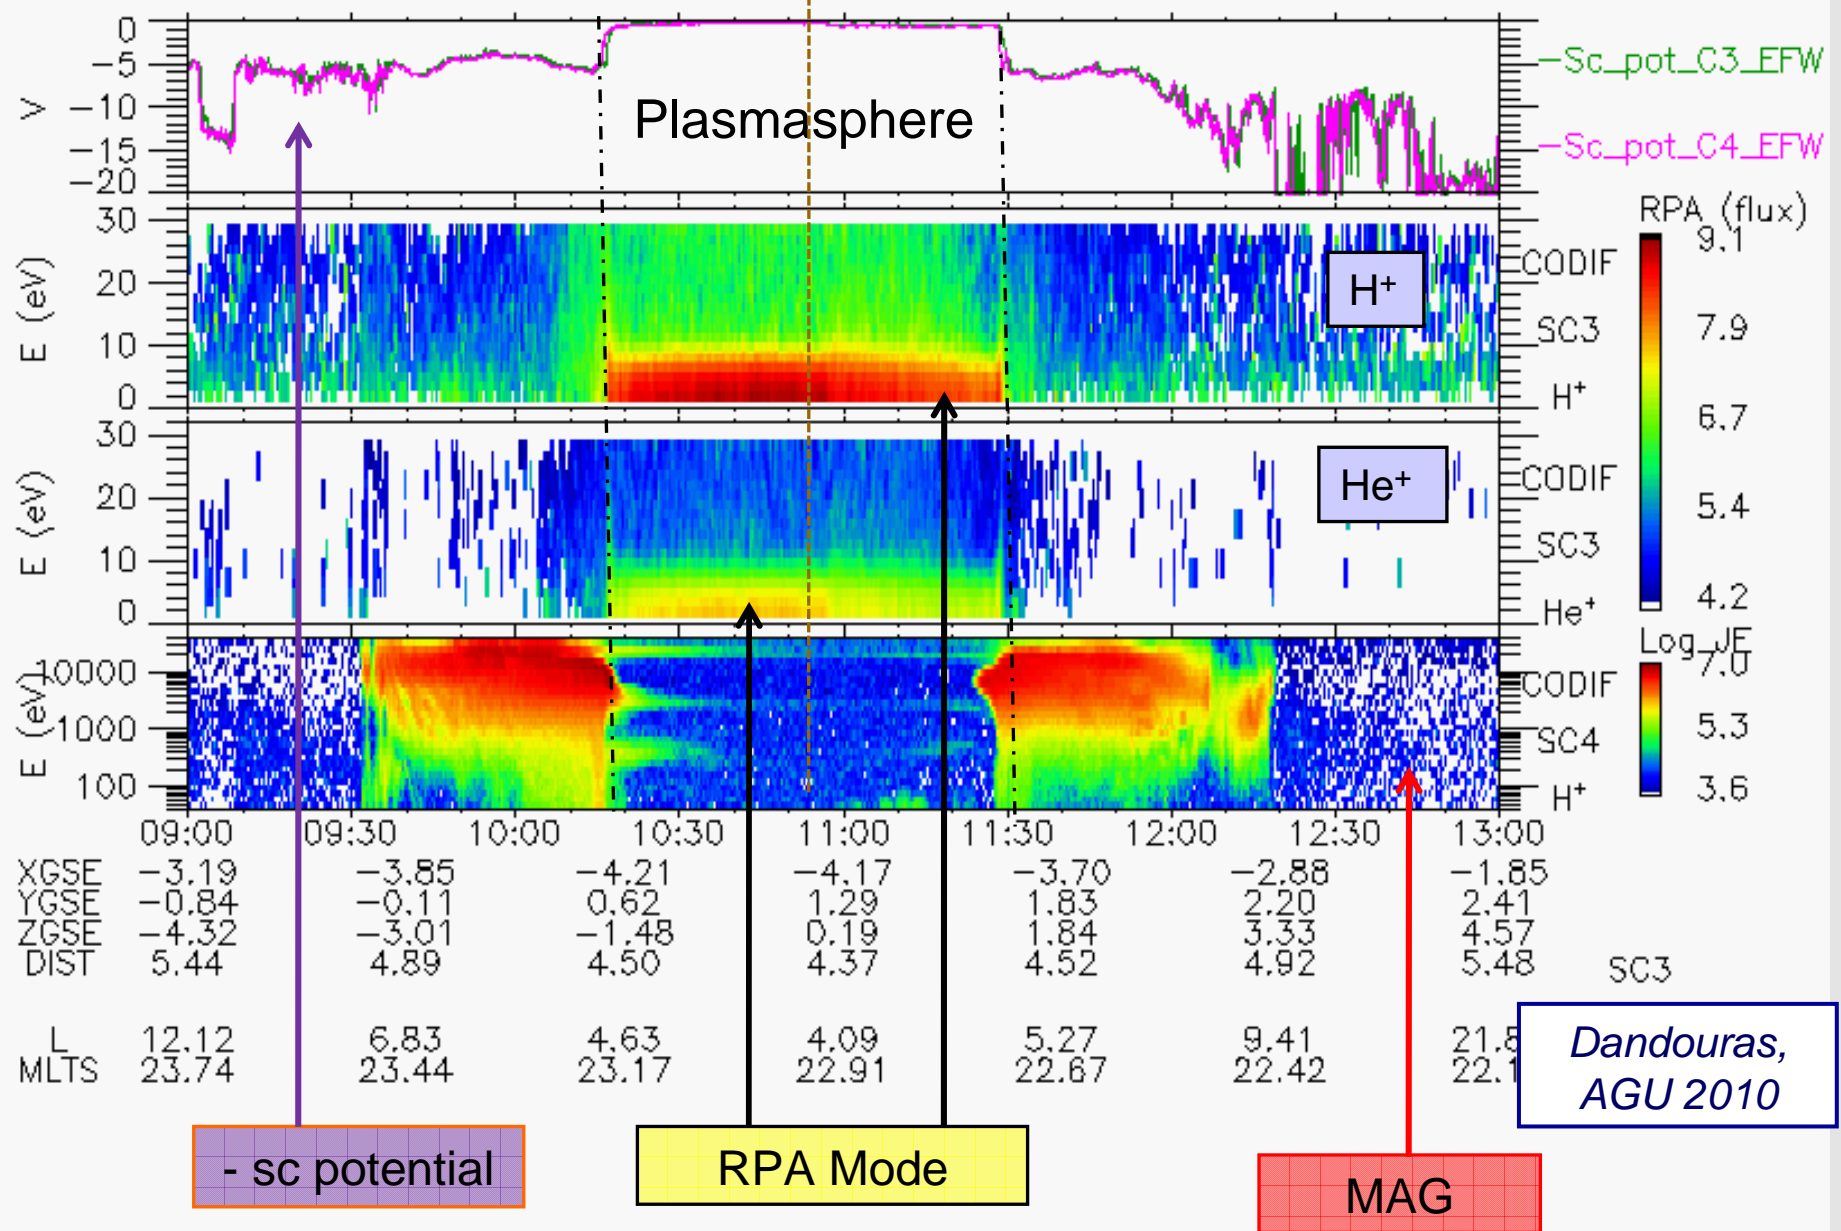 0
−5
−10
−15
−20
V
Plasmasphere
−Sc_pot_C3_EFW
−Sc_pot_C4_EFW
30
20
10
0
E (eV)
H+
CODIF
SC3
H+
RPA (flux)
9.1
7.9
6.7
5.4
4.2
30
20
10
0
E (eV)
He+
CODIF
SC3
He+
10000
1000
100
E (eV)
CODIF
SC4
H+
Log JE
7.0
5.3
3.6
09:00 09:30 10:00 10:30 11:00 11:30 12:00 12:30 13:00
XGSE −3.19 −3.85 −4.21 −4.17 −3.70 −2.88 −1.85
YGSE −0.84 −0.11 0.62 1.29 1.83 2.20 2.41
ZGSE −4.32 −3.01 −1.48 0.19 1.84 3.33 4.57
DIST 5.44 4.89 4.50 4.37 4.52 4.92 5.48 SC3
L 12.12 6.83 4.63 4.09 5.27 9.41
MLTS 23.74 23.44 23.17 22.91 22.67 22.42
Dandouras,
AGU 2010
- sc potential
RPA Mode
MAG